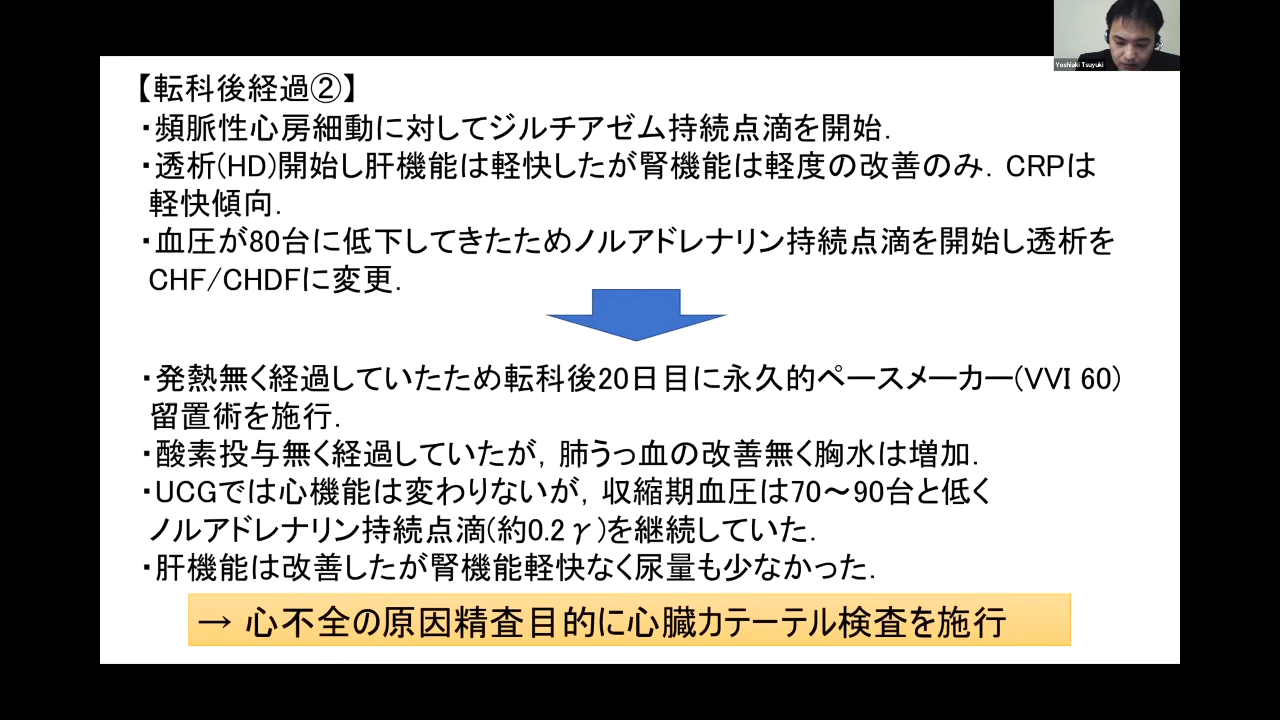 Yoshiaki Tsuyuki
【転科後経過②】
・頻脈性心房細動に対してジルチアゼム持続点滴を開始．
・透析(HD)開始し肝機能は軽快したが腎機能は軽度の改善のみ．CRPは
軽快傾向．
・血圧が80台に低下してきたためノルアドレナリン持続点滴を開始し透析を
CHF/CHDFに変更．
・発熱無く経過していたため転科後20日目に永久的ペースメーカー(VVI 60)
留置術を施行．
・酸素投与無く経過していたが，肺うっ血の改善無く胸水は増加．
・UCGでは心機能は変わりないが，収縮期血圧は70～90台と低く
ノルアドレナリン持続点滴(約0.2γ)を継続していた．
・肝機能は改善したが腎機能軽快なく尿量も少なかった．
→ 心不全の原因精査目的に心臓カテーテル検査を施行